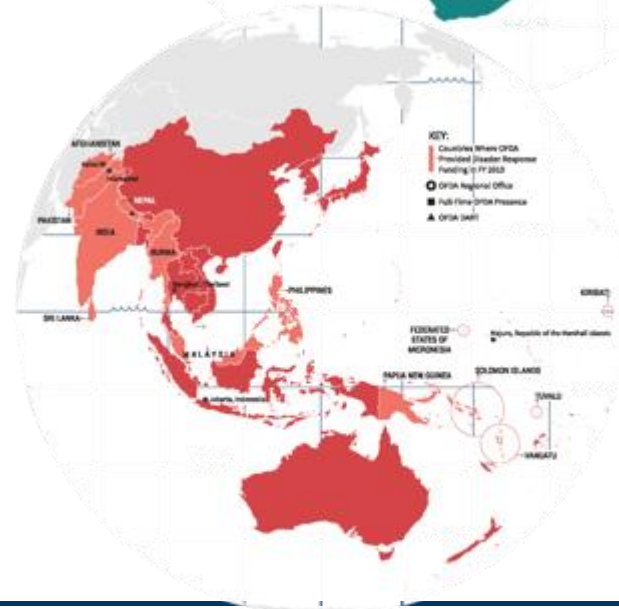 KEY:
Countries Where OFDA
Provided Disaster Response
Funding in FY 2015
OFDA Regional Office
Full-Time OFDA Presence
OFDA DART
AFGHANISTAN
NEPAL
PAKISTAN
INDIA
BURMA
PHILIPPINES
SRI LANKA
MALAYSIA
KIRIBATI
FEDERATED
STATES OF
MICRONESIA
Majuro, Republic of the Marshall Islands
PAPUA NEW GUINEA
SOLOMON ISLANDS
Jakarta, Indonesia
TUVALU
VANUATU